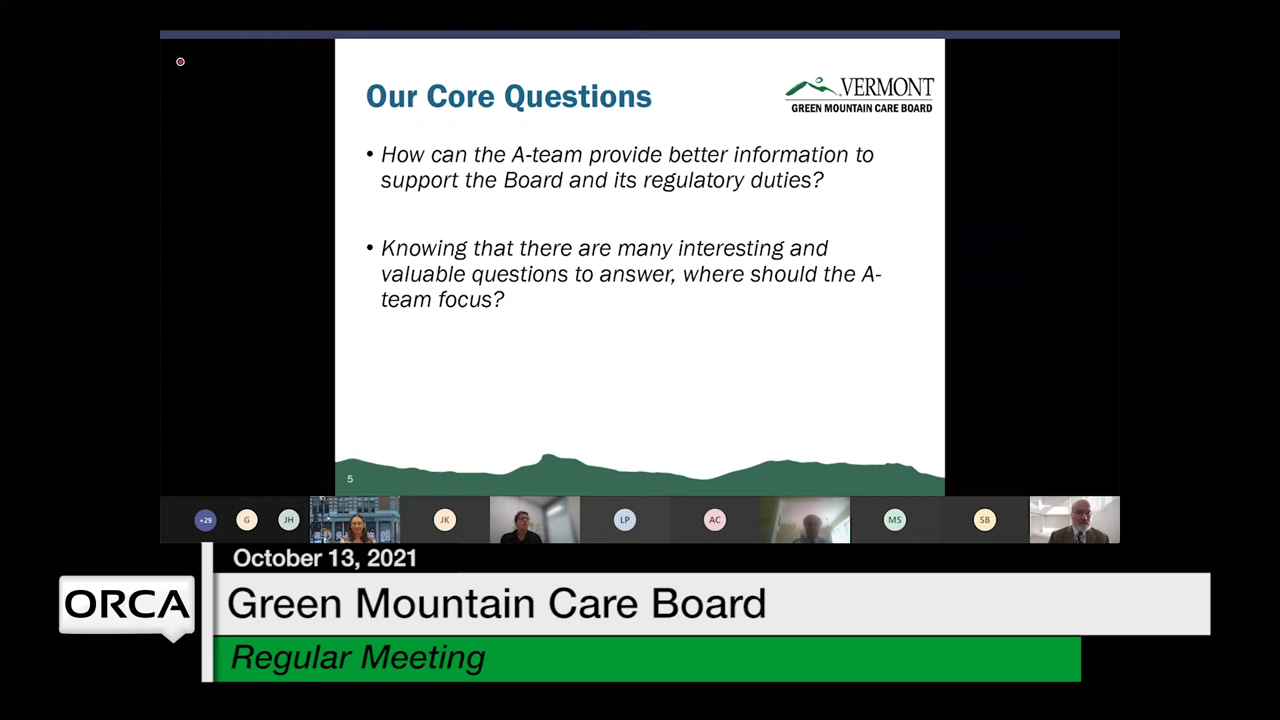 Our Core Questions
VERMONT
GREEN MOUNTAIN CARE BOARD
• How can the A-team provide better information to
support the Board and its regulatory duties?
• Knowing that there are many interesting and
valuable questions to answer, where should the A-
team focus?
5
+29
G
JH
JK
LP
AC
MS
SB
October 13, 2021
ORCA
Green Mountain Care Board
Regular Meeting